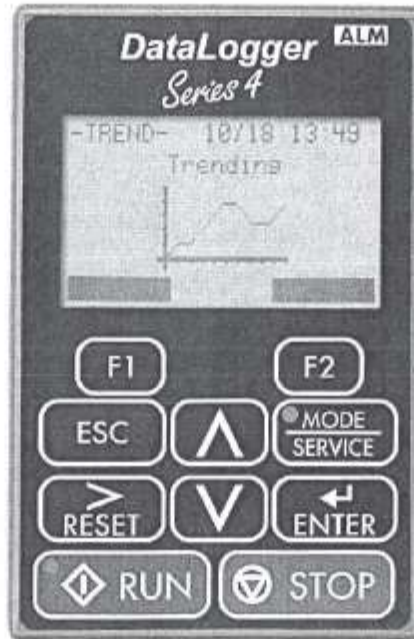 DataLogger ALM
Series 4
-TREND- 10/18 13:49
Trending
F1 F2
ESC MODE
SERVICE
> RESET ENTER
RUN STOP